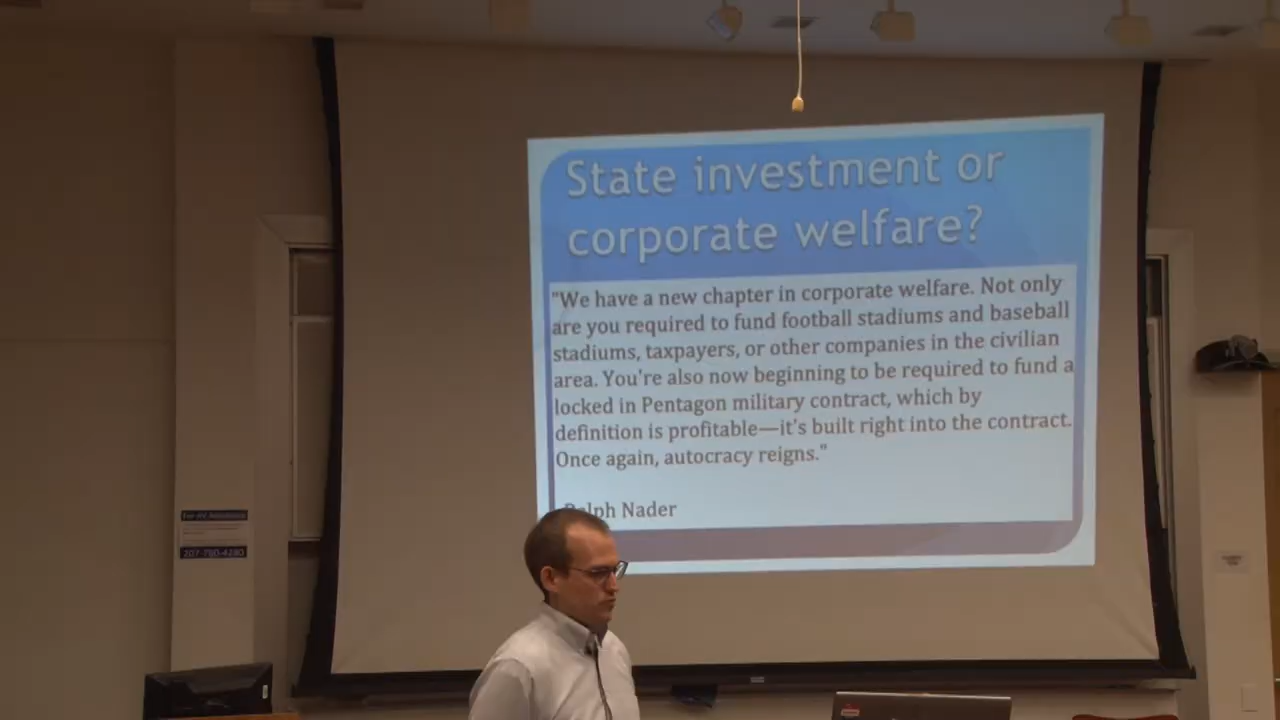 State investment or
corporate welfare?
"We have a new chapter in corporate welfare. Not only
are you required to fund football stadiums and baseball
stadiums, taxpayers, or other companies in the civilian
area. You're also now beginning to be required to fund a
locked in Pentagon military contract, which by
definition is profitable—it's built right into the contract.
Once again, autocracy reigns."
Ralph Nader
For AV Assistance
207-780-4280